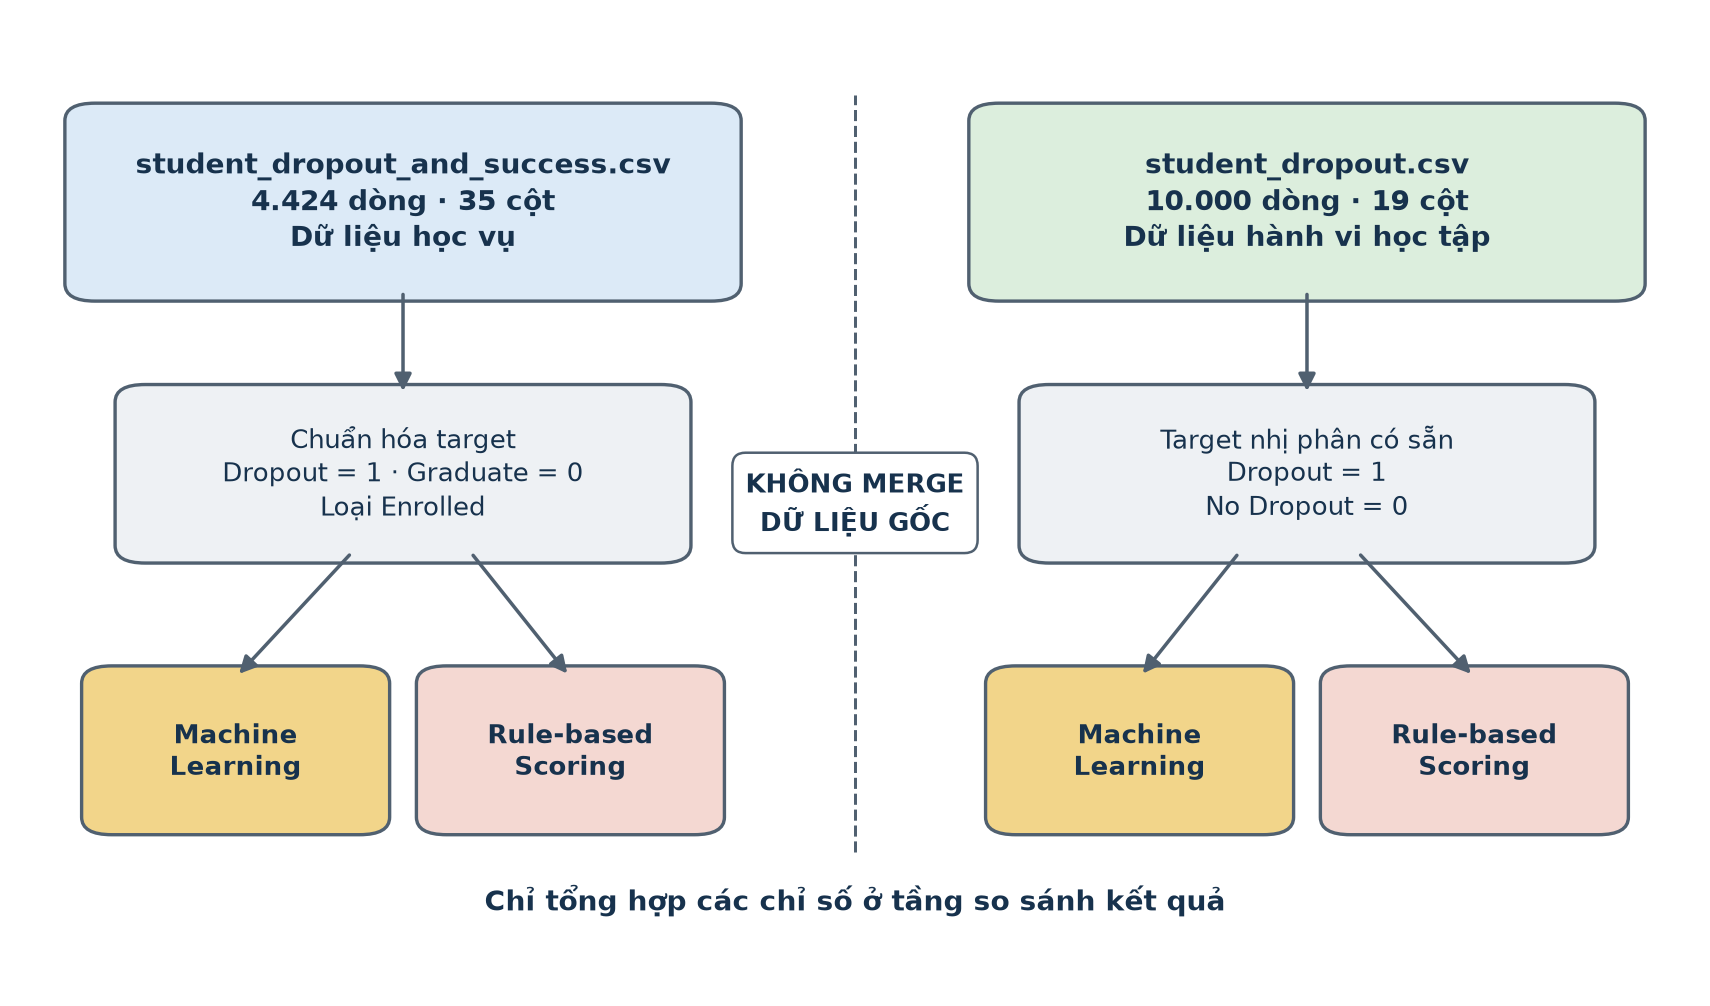 student_dropout_and_success.csv
4.424 dòng · 35 cột
Dữ liệu học vụ
student_dropout.csv
10.000 dòng · 19 cột
Dữ liệu hành vi học tập
Chuẩn hóa target
Dropout = 1 · Graduate = 0
Loại Enrolled
KHÔNG MERGE
DỮ LIỆU GỐC
Target nhị phân có sẵn
Dropout = 1
No Dropout = 0
Machine
Learning
Rule-based
Scoring
Machine
Learning
Rule-based
Scoring
Chỉ tổng hợp các chỉ số ở tầng so sánh kết quả